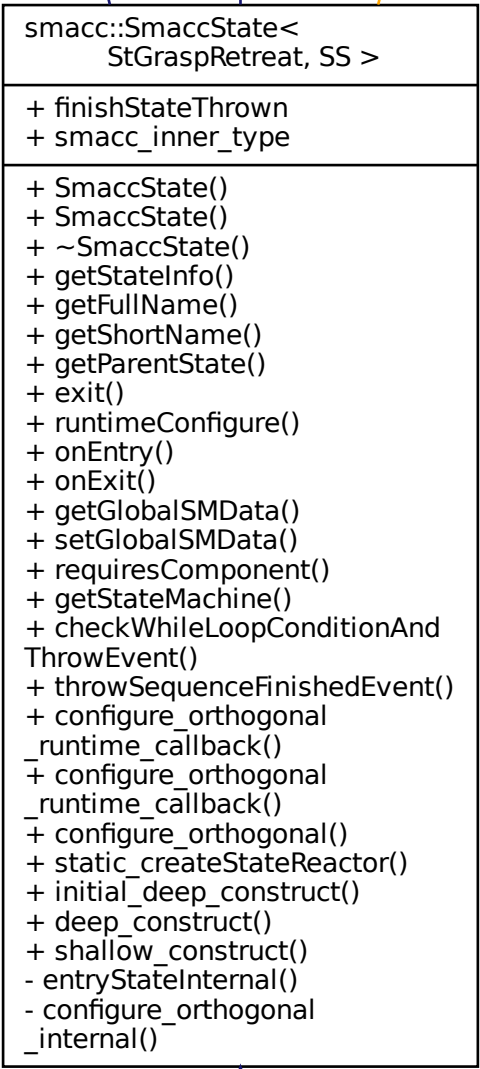 smacc::SmaccState<
StGraspRetreat, SS >
+ finishStateThrown
+ smacc_inner_type
+ SmaccState()
+ SmaccState()
+ ~SmaccState()
+ getStateInfo()
+ getFullName()
+ getShortName()
+ getParentState()
+ exit()
+ runtimeConfigure()
+ onEntry()
+ onExit()
+ getGlobalSMData()
+ setGlobalSMData()
+ requiresComponent()
+ getStateMachine()
+ checkWhileLoopConditionAnd
ThrowEvent()
+ throwSequenceFinishedEvent()
+ configure_orthogonal
_runtime_callback()
+ configure_orthogonal
_runtime_callback()
+ configure_orthogonal()
+ static_createStateReactor()
+ initial_deep_construct()
+ deep_construct()
+ shallow_construct()
- entryStateInternal()
- configure_orthogonal
_internal()